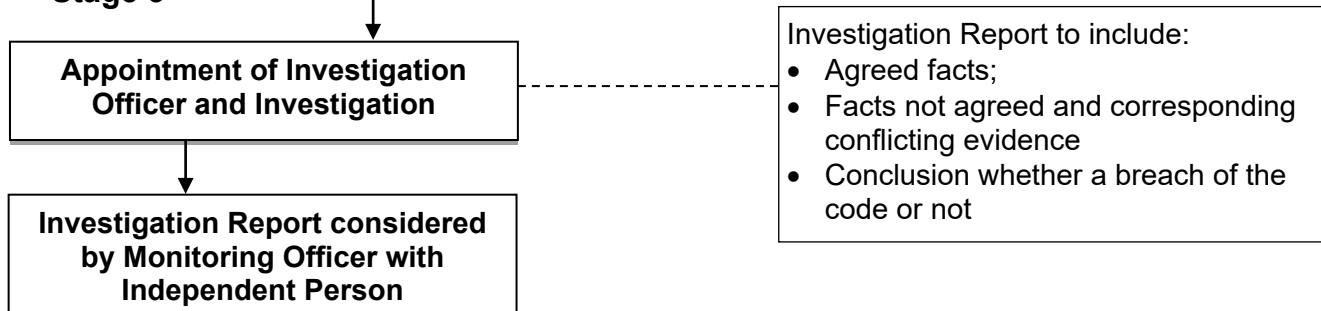 Appointment of Investigation
Officer and Investigation
Investigation Report to include:
• Agreed facts;
• Facts not agreed and corresponding
conflicting evidence
• Conclusion whether a breach of the
code or not
Investigation Report considered
by Monitoring Officer with
Independent Person